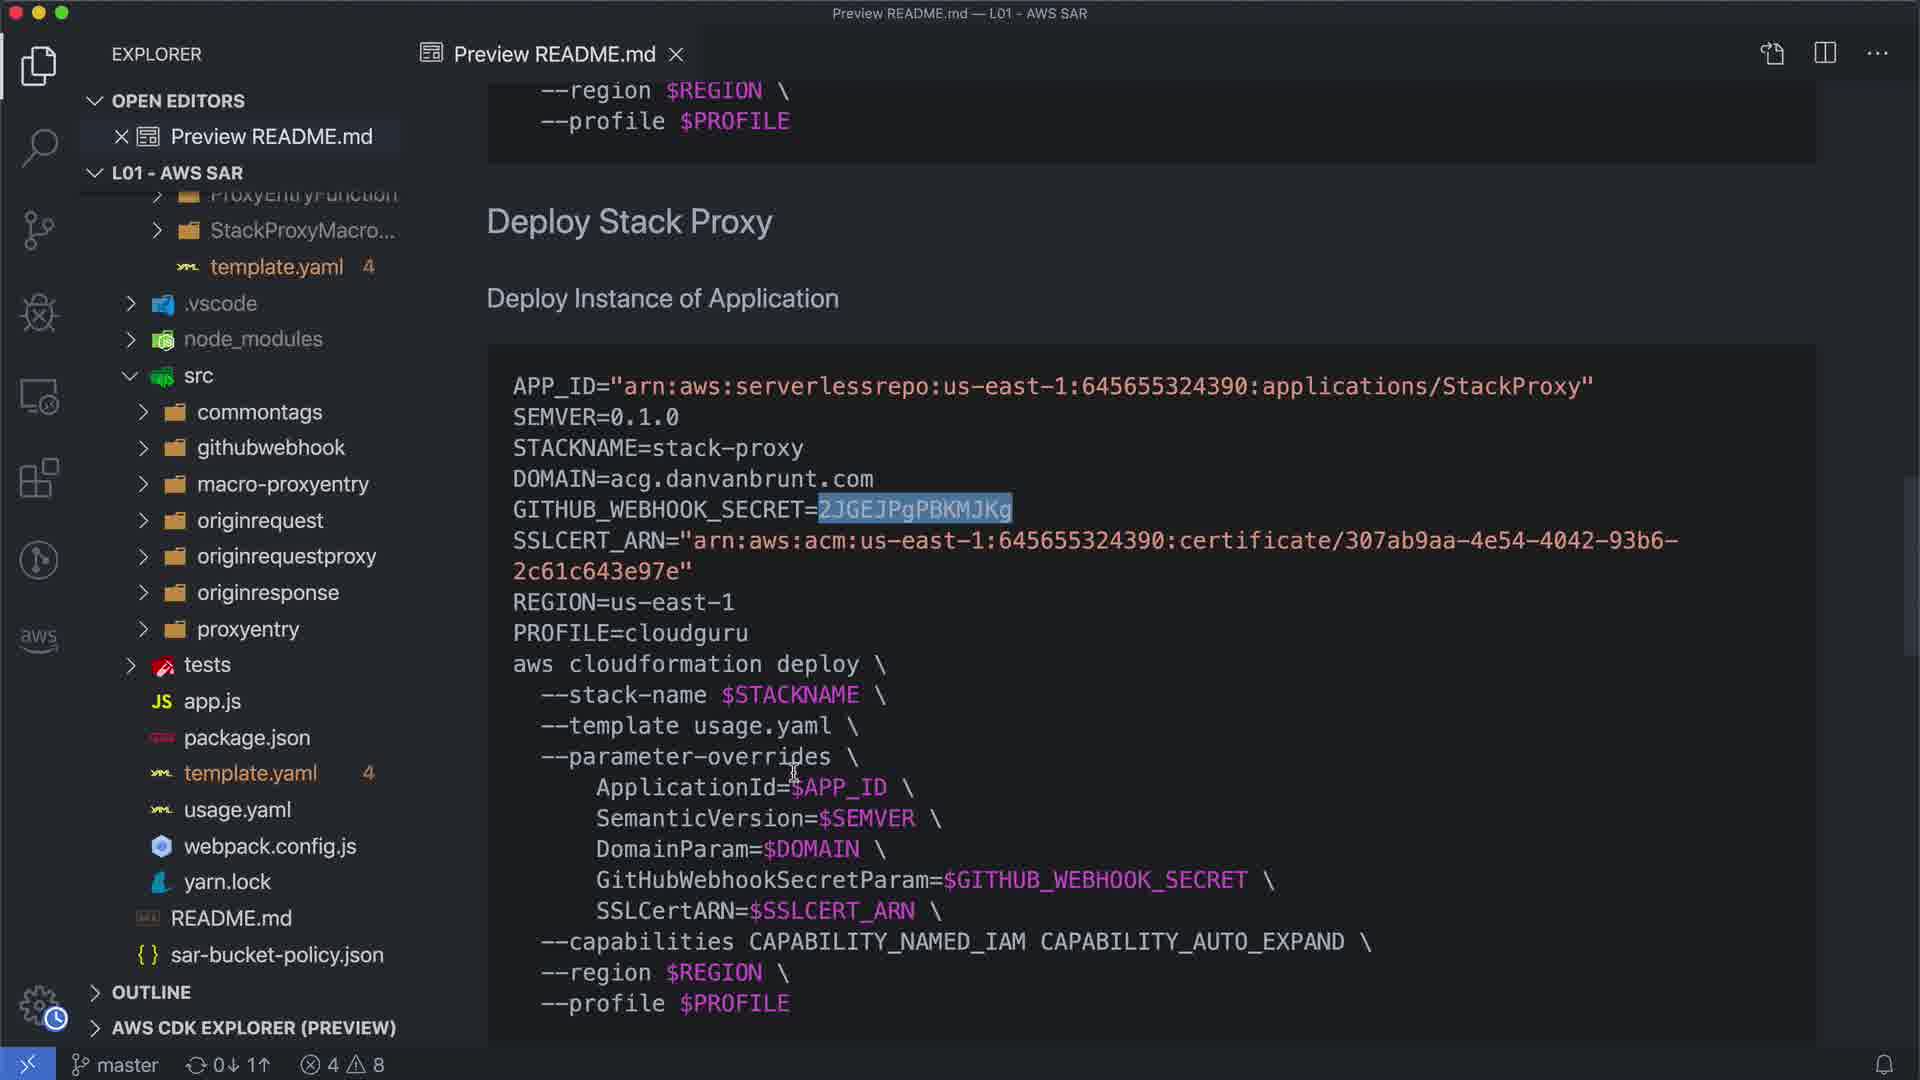 Preview README.md — L01 - AWS SAR
EXPLORER
Preview README.md
OPEN EDITORS
Preview README.md
L01 - AWS SAR
ProxyEntryFunction
StackProxyMacro...
template.yaml 4
.vscode
node_modules
src
commontags
githubwebhook
macro-proxyentry
originrequest
originrequestproxy
originresponse
proxyentry
tests
JS app.js
package.json
template.yaml 4
usage.yaml
webpack.config.js
yarn.lock
README.md
{ } sar-bucket-policy.json
OUTLINE
AWS CDK EXPLORER (PREVIEW)
aws
--region $REGION \
--profile $PROFILE
Deploy Stack Proxy
Deploy Instance of Application
APP_ID="arn:aws:serverlessrepo:us-east-1:645655324390:applications/StackProxy"
SEMVER=0.1.0
STACKNAME=stack-proxy
DOMAIN=acg.danvanbrunt.com
GITHUB_WEBHOOK_SECRET=2JGEJPgPBKMJKg
SSLCERT_ARN="arn:aws:acm:us-east-1:645655324390:certificate/307ab9aa-4e54-4042-93b6-
2c61c643e97e"
REGION=us-east-1
PROFILE=cloudguru
aws cloudformation deploy \
--stack-name $STACKNAME \
--template usage.yaml \
--parameter-overrides \
ApplicationId=$APP_ID \
SemanticVersion=$SEMVER \
DomainParam=$DOMAIN \
GitHubWebhookSecretParam=$GITHUB_WEBHOOK_SECRET \
SSLCertARN=$SSLCERT_ARN \
--capabilities CAPABILITY_NAMED_IAM CAPABILITY_AUTO_EXPAND \
--region $REGION \
--profile $PROFILE
master 0↓ 1↑ 4 8